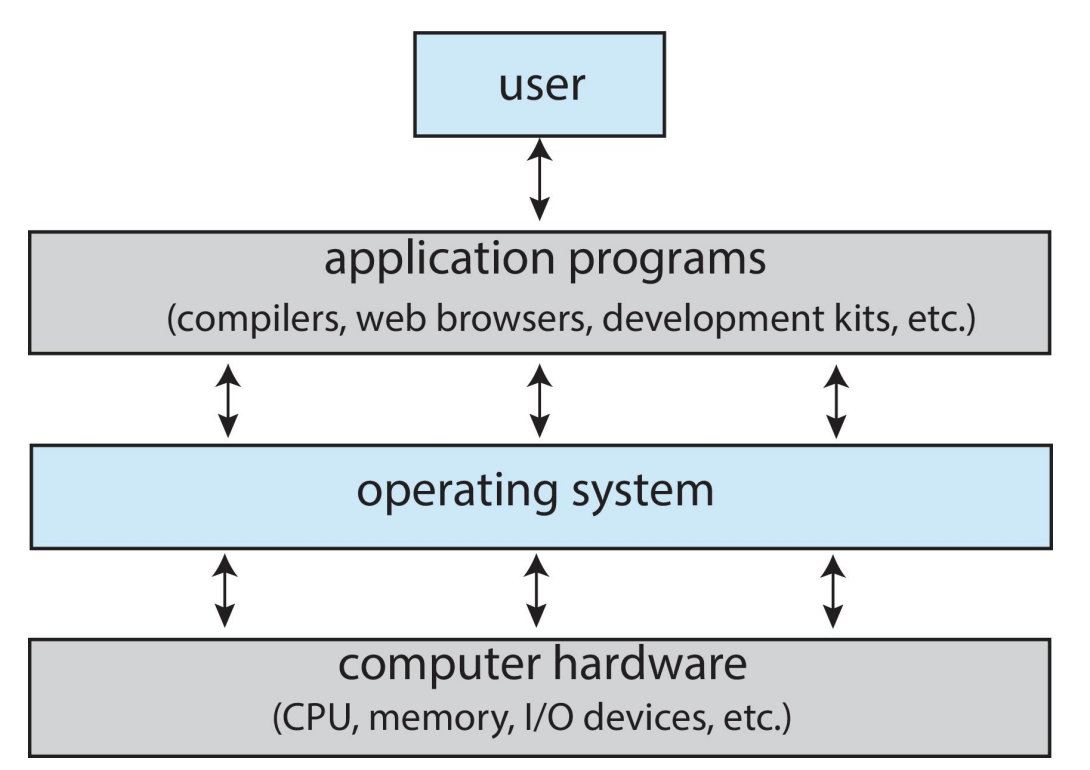 user
application programs
(compilers, web browsers, development kits, etc.)
operating system
computer hardware
(CPU, memory, I/O devices, etc.)